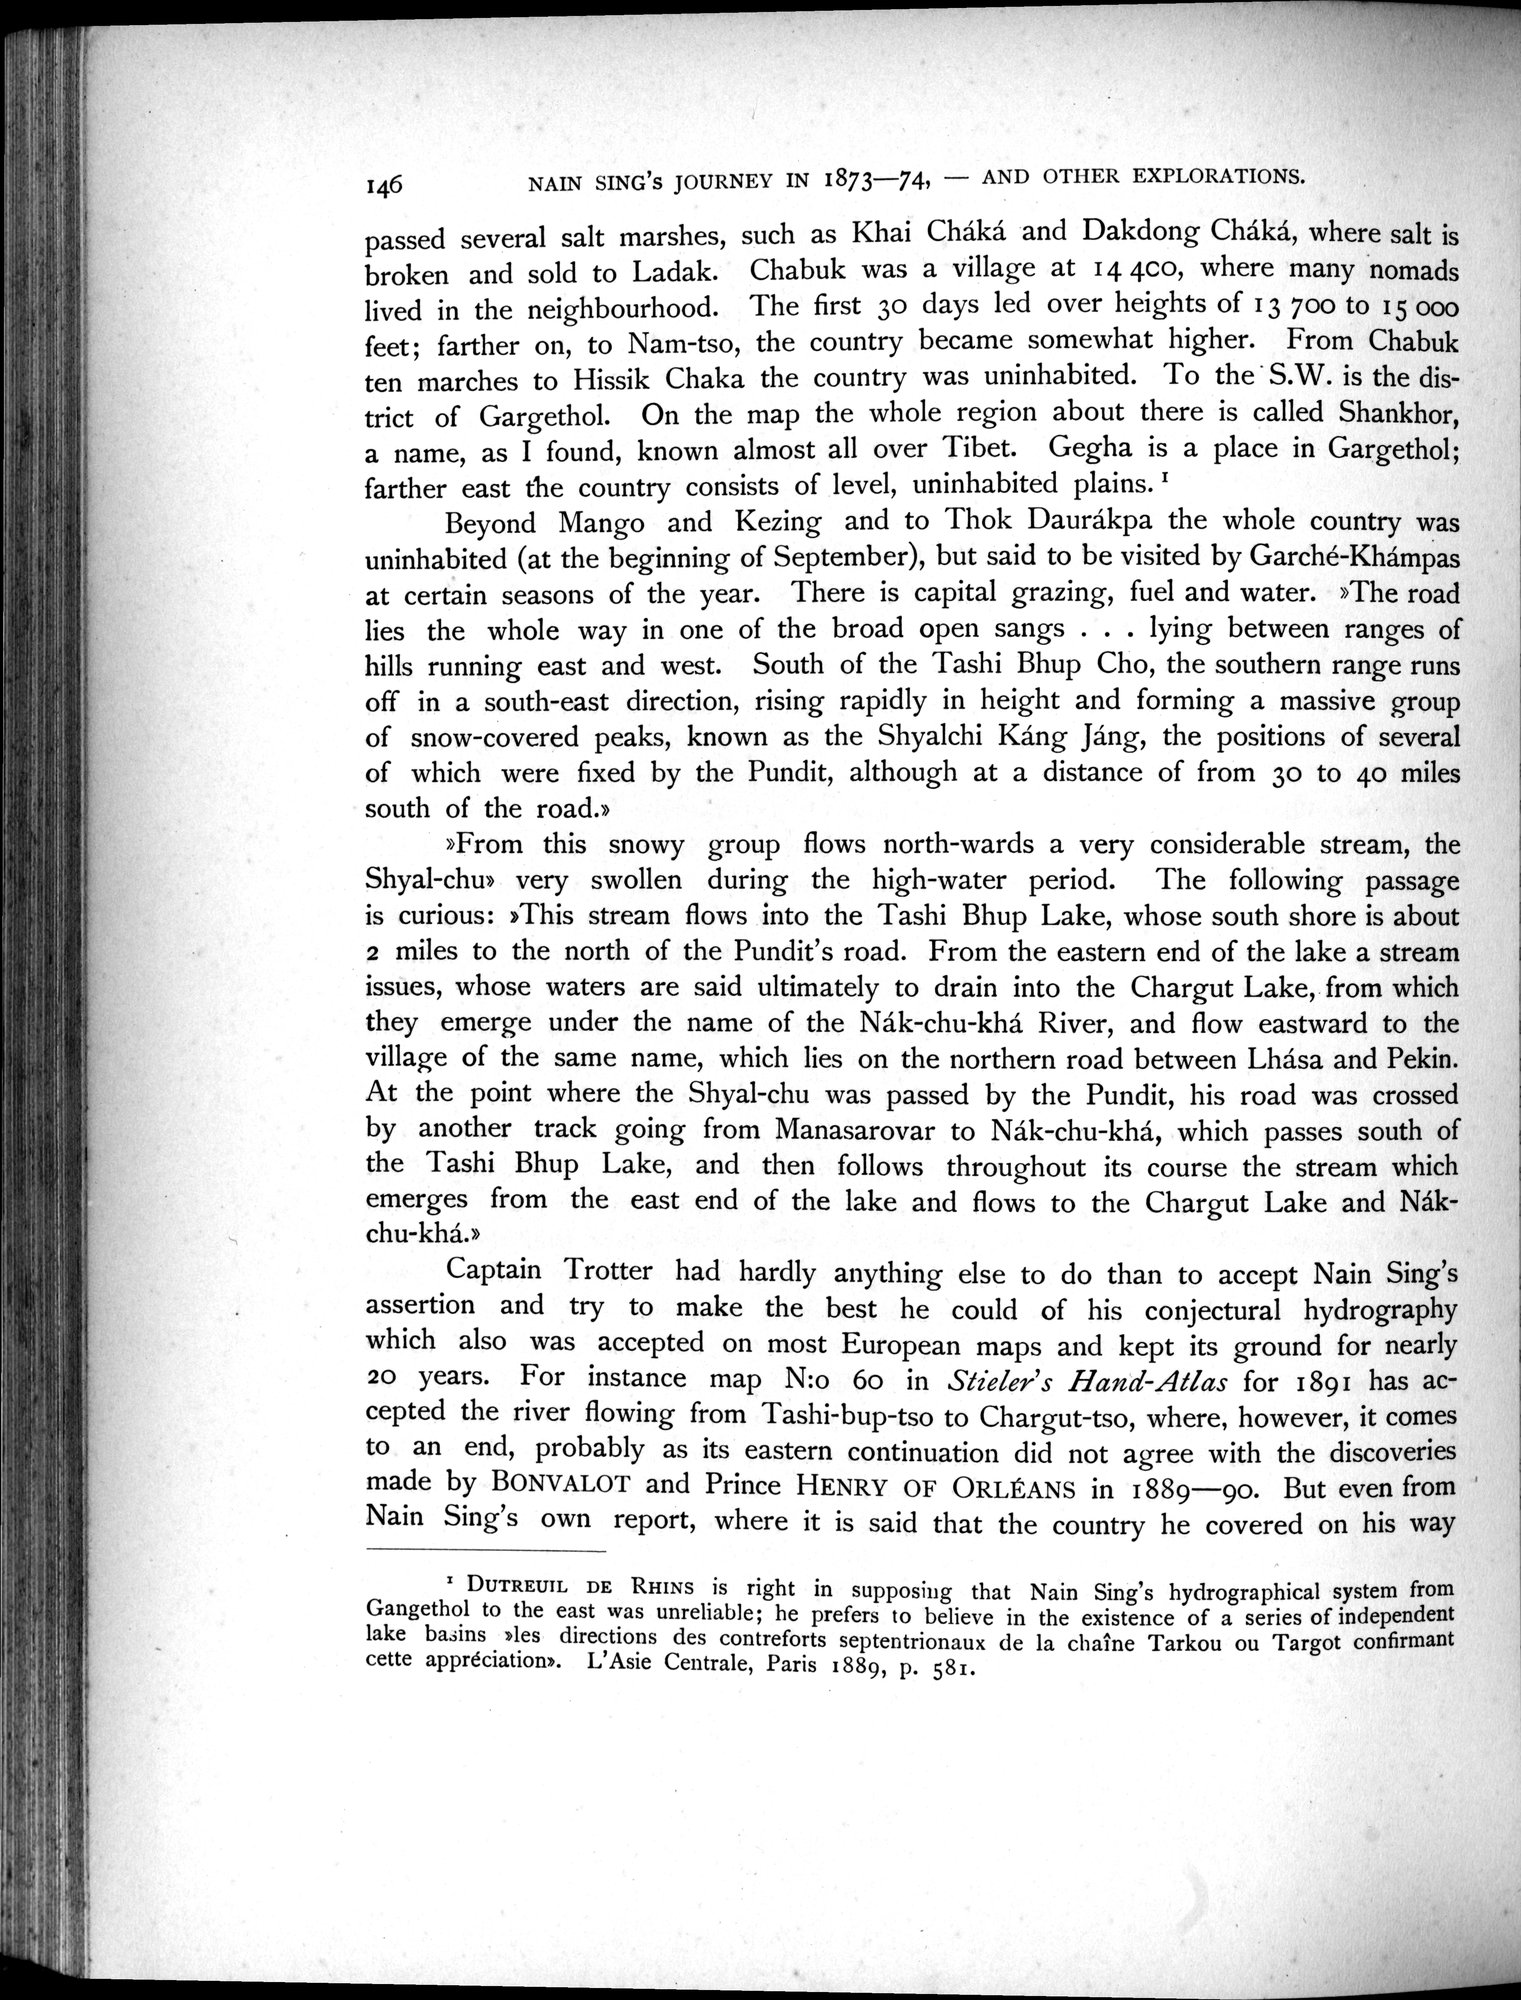 146 NAIN SING'S JOURNEY IN 1873—74, — AND OTHER EXPLORATIONS.
passed several salt marshes, such as Khai Cháká and Dakdong Cháká, where salt is
broken and sold to Ladak. Chabuk was a village at 14 400, where many nomads
lived in the neighbourhood. The first 30 days led over heights of 13 700 to 15 000
feet; farther on, to Nam-tso, the country became somewhat higher. From Chabuk
ten marches to Hissik Chaka the country was uninhabited. To the S.W. is the dis-
trict of Gargethol. On the map the whole region about there is called Shankhor,
a name, as I found, known almost all over Tibet. Gegha is a place in Gargethol;
farther east the country consists of level, uninhabited plains. ¹
Beyond Mango and Kezing and to Thok Daurákpa the whole country was
uninhabited (at the beginning of September), but said to be visited by Garché-Khámpas
at certain seasons of the year. There is capital grazing, fuel and water. »The road
lies the whole way in one of the broad open sangs . . . lying between ranges of
hills running east and west. South of the Tashi Bhup Cho, the southern range runs
off in a south-east direction, rising rapidly in height and forming a massive group
of snow-covered peaks, known as the Shyalchi Káng Jáng, the positions of several
of which were fixed by the Pundit, although at a distance of from 30 to 40 miles
south of the road.»
»From this snowy group flows north-wards a very considerable stream, the
Shyal-chu» very swollen during the high-water period. The following passage
is curious: »This stream flows into the Tashi Bhup Lake, whose south shore is about
2 miles to the north of the Pundit's road. From the eastern end of the lake a stream
issues, whose waters are said ultimately to drain into the Chargut Lake, from which
they emerge under the name of the Nák-chu-khá River, and flow eastward to the
village of the same name, which lies on the northern road between Lhása and Pekin.
At the point where the Shyal-chu was passed by the Pundit, his road was crossed
by another track going from Manasarovar to Nák-chu-khá, which passes south of
the Tashi Bhup Lake, and then follows throughout its course the stream which
emerges from the east end of the lake and flows to the Chargut Lake and Nák-
chu-khá.»
Captain Trotter had hardly anything else to do than to accept Nain Sing's
assertion and try to make the best he could of his conjectural hydrography
which also was accepted on most European maps and kept its ground for nearly
20 years. For instance map N:o 60 in Stieler's Hand-Atlas for 1891 has ac-
cepted the river flowing from Tashi-bup-tso to Chargut-tso, where, however, it comes
to an end, probably as its eastern continuation did not agree with the discoveries
made by BONVALOT and Prince HENRY OF ORLÉANS in 1889—90. But even from
Nain Sing's own report, where it is said that the country he covered on his way
¹ DUTREUIL DE RHINS is right in supposing that Nain Sing's hydrographical system from
Gangethol to the east was unreliable; he prefers to believe in the existence of a series of independent
lake basins »les directions des contreforts septentrionaux de la chaîne Tarkou ou Targot confirmant
cette appréciation». L'Asie Centrale, Paris 1889, p. 581.